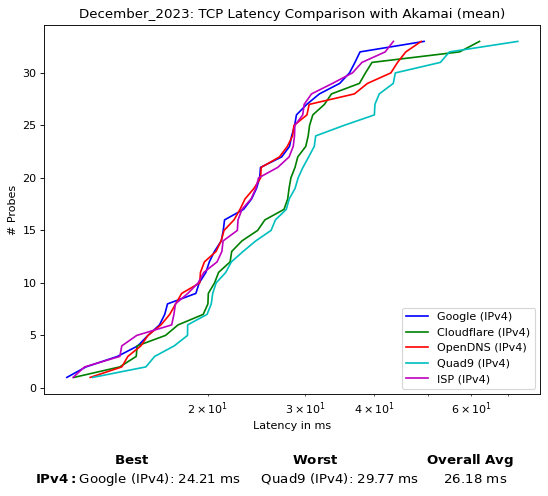 December_2023: TCP Latency Comparison with Akamai (mean)
# Probes
30
25
20
15
10
5
0
Google (IPv4)
Cloudflare (IPv4)
OpenDNS (IPv4)
Quad9 (IPv4)
ISP (IPv4)
2 × 10¹ 3 × 10¹ 4 × 10¹ 6 × 10¹
Latency in ms
Best Worst Overall Avg
IPv4: Google (IPv4): 24.21 ms Quad9 (IPv4): 29.77 ms 26.18 ms